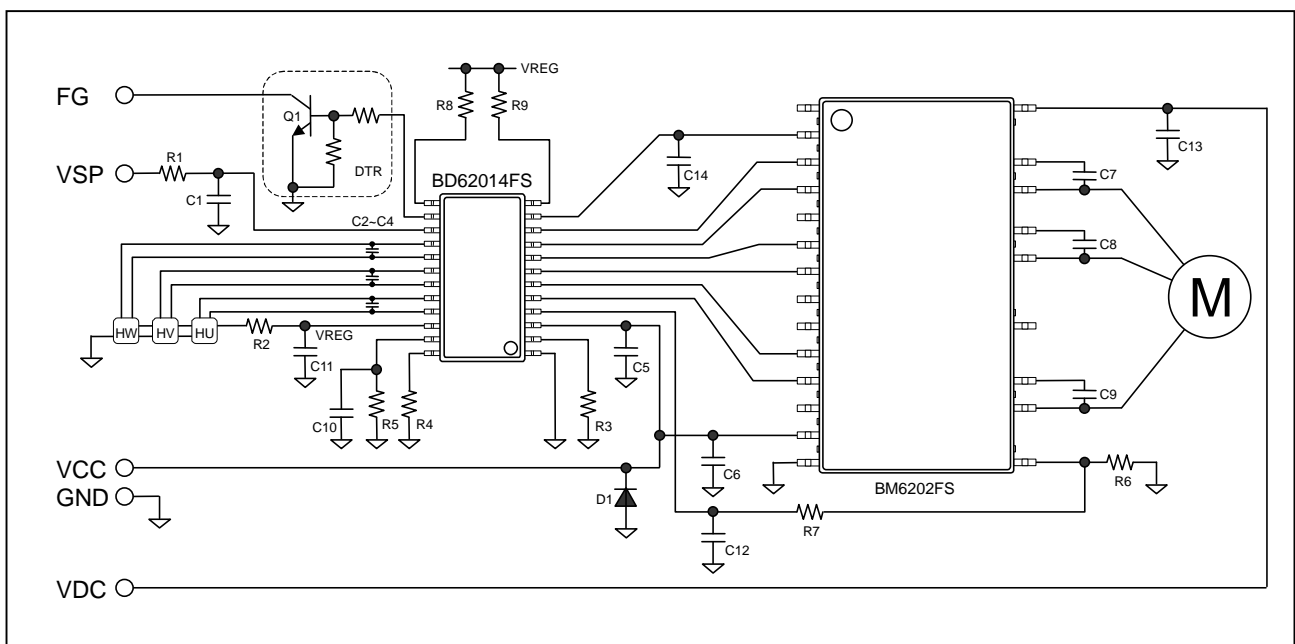 VREG
FG
R8
R9
Q1
C13
VSP
R1
DTR
C14
C7
BD62014FS
C1
C2~C4
C8
M
HW
HV
HU
R2
VREG
C11
C5
C9
C10
R5
R4
R3
VCC
C6
R6
GND
D1
BM6202FS
R7
C12
VDC